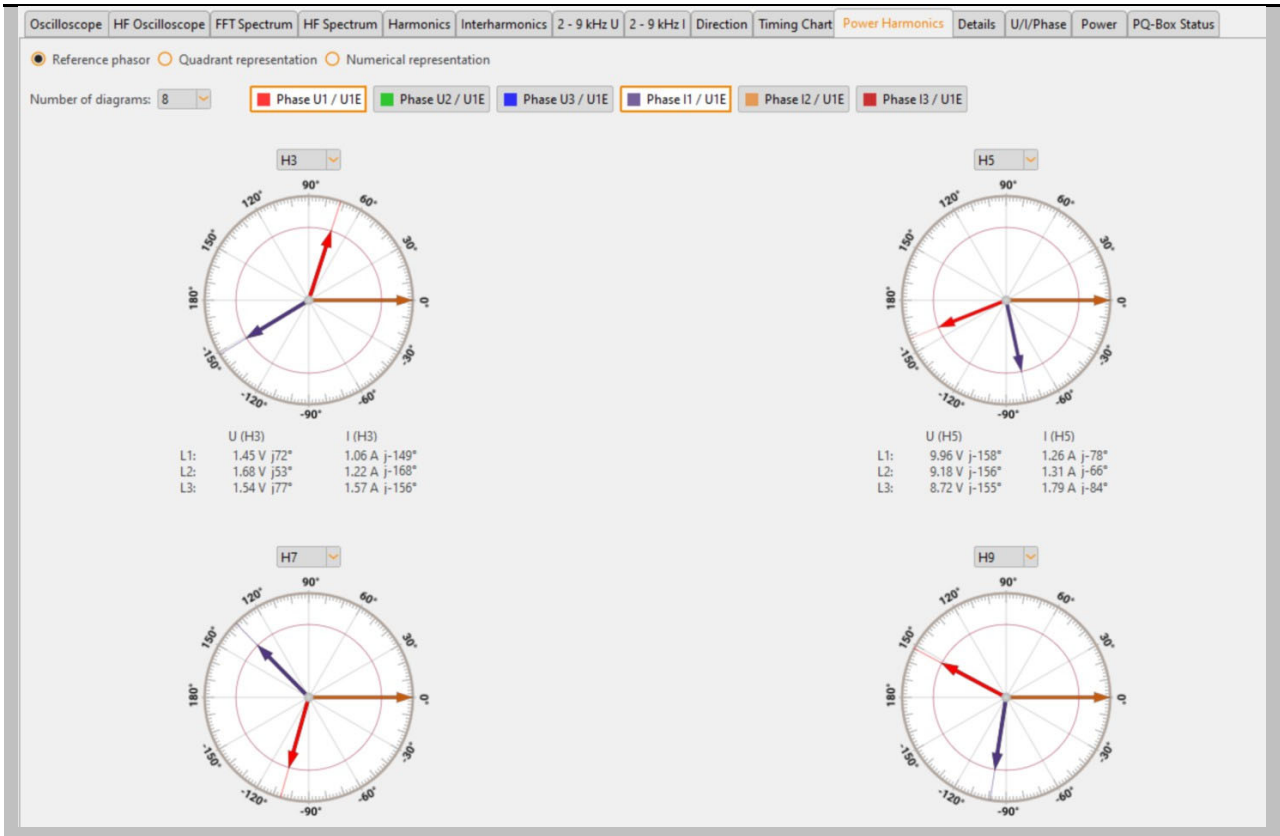 Oscilloscope HF Oscilloscope FFT Spectrum HF Spectrum Harmonics Interharmonics 2 - 9 kHz U 2 - 9 kHz I Direction Timing Chart Power Harmonics Details U/I/Phase Power PQ-Box Status
Reference phasor Quadrant representation Numerical representation
Number of diagrams: 8 Phase U1 / U1E Phase U2 / U1E Phase U3 / U1E Phase I1 / U1E Phase I2 / U1E Phase I3 / U1E
H3
90°
120° 60°
150° 30°
180° 0°
-150° -30°
-120° -60°
-90°
U (H3) I (H3)
L1: 1.45 V j72° 1.06 A j-149°
L2: 1.68 V j53° 1.22 A j-168°
L3: 1.54 V j77° 1.57 A j-156°
H5
90°
120° 60°
150° 30°
180° 0°
-150° -30°
-120° -60°
-90°
U (H5) I (H5)
L1: 9.96 V j-158° 1.26 A j-78°
L2: 9.18 V j-156° 1.31 A j-66°
L3: 8.72 V j-155° 1.79 A j-84°
H7
90°
120° 60°
150° 30°
180° 0°
-150° -30°
-120° -60°
-90°
H9
90°
120° 60°
150° 30°
180° 0°
-150° -30°
-120° -60°
-90°